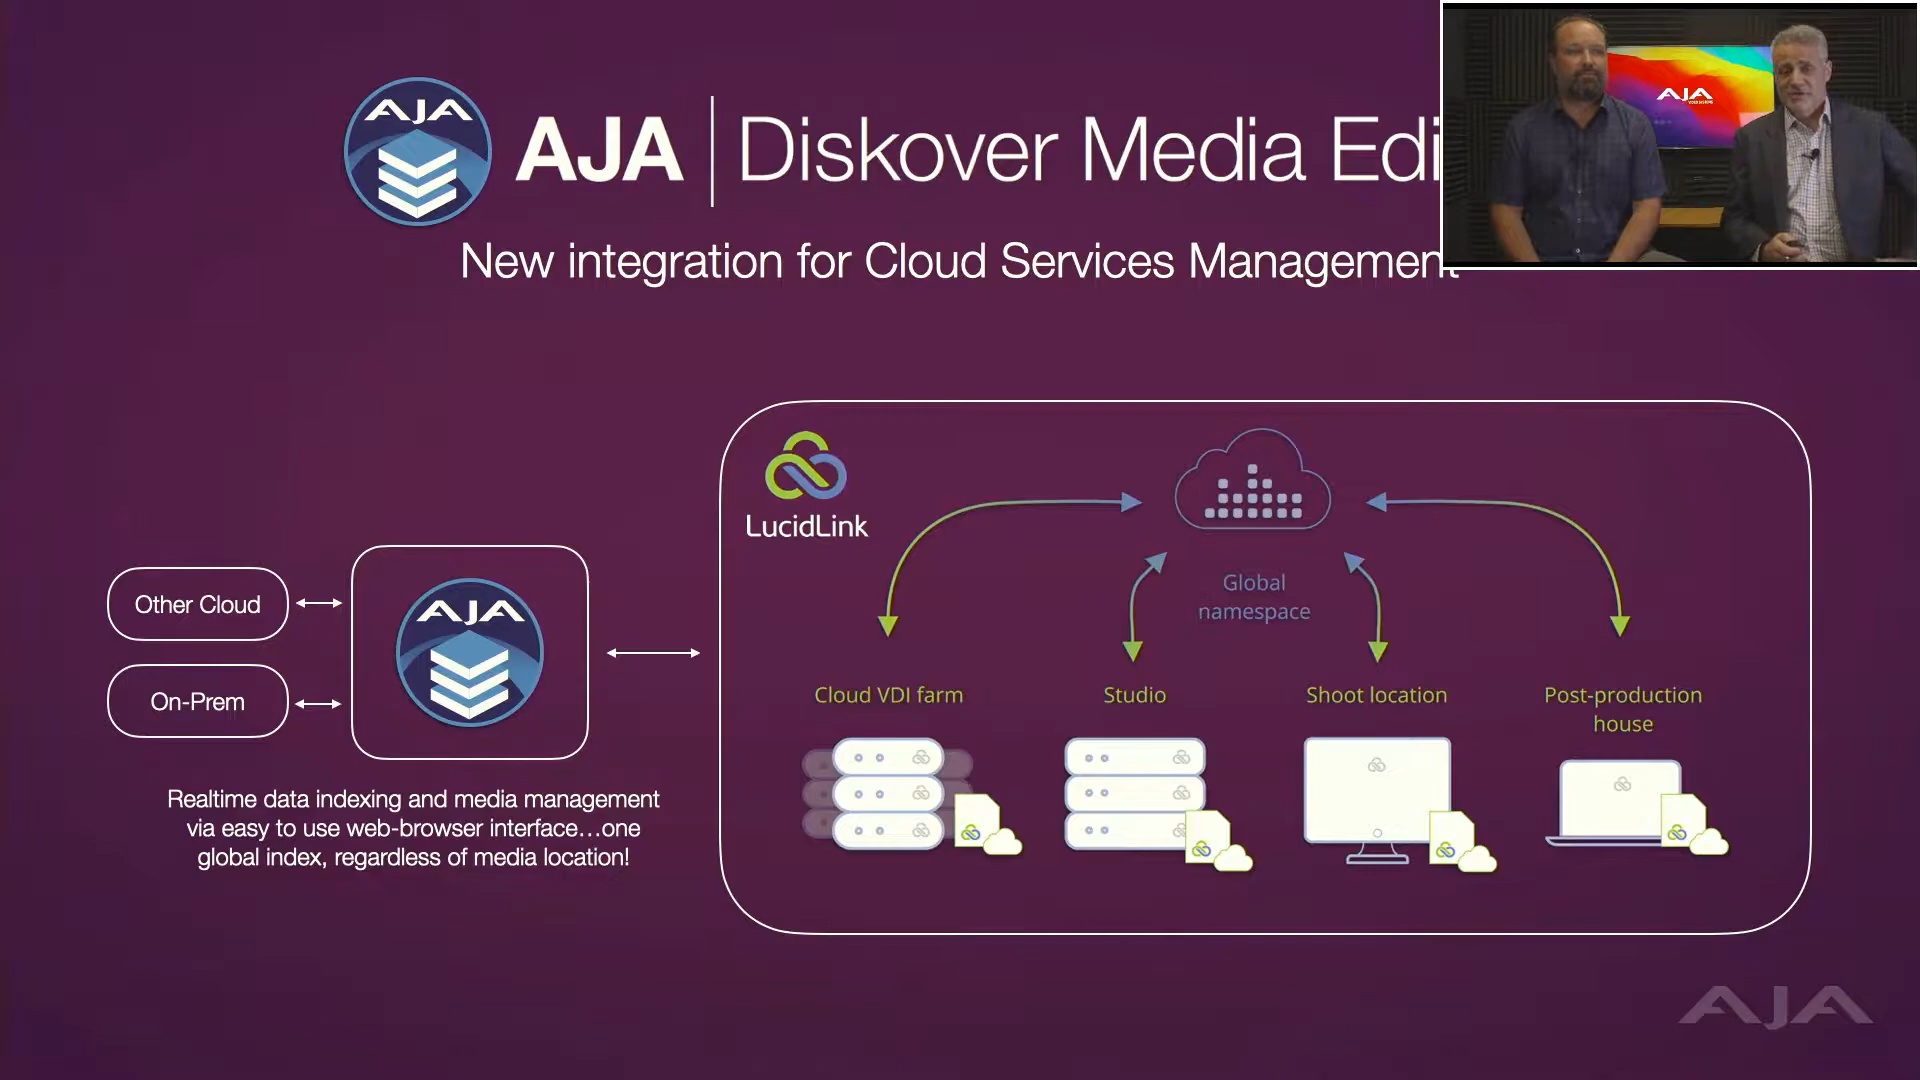 AJA
AJA | Diskover Media Edi
New integration for Cloud Services Management
AJA
LucidLink
Global
namespace
Other Cloud
On-Prem
AJA
Cloud VDI farm
Studio
Shoot location
Post-production
house
Realtime data indexing and media management
via easy to use web-browser interface...one
global index, regardless of media location!
AJA